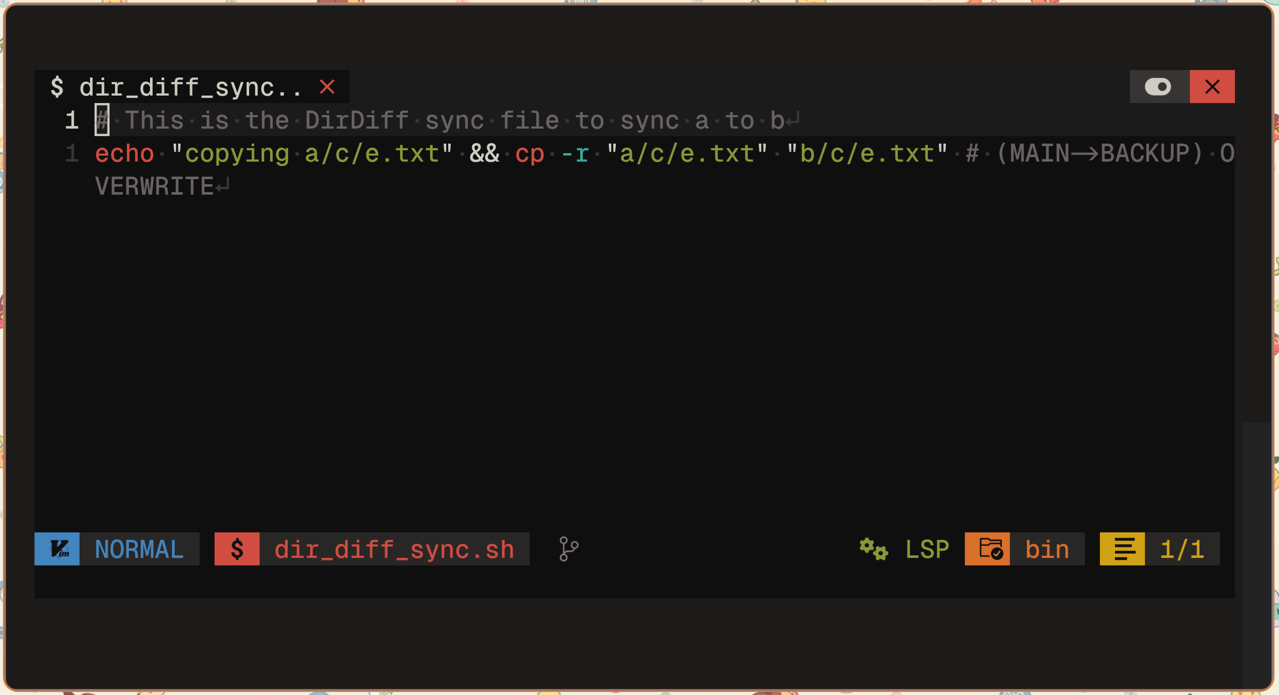 $ dir_diff_sync..
1 # This is the DirDiff sync file to sync a to b
1 echo "copying a/c/e.txt" && cp -r "a/c/e.txt" "b/c/e.txt" # (MAIN->BACKUP) O
VERWRITE
NORMAL $ dir_diff_sync.sh LSP bin 1/1